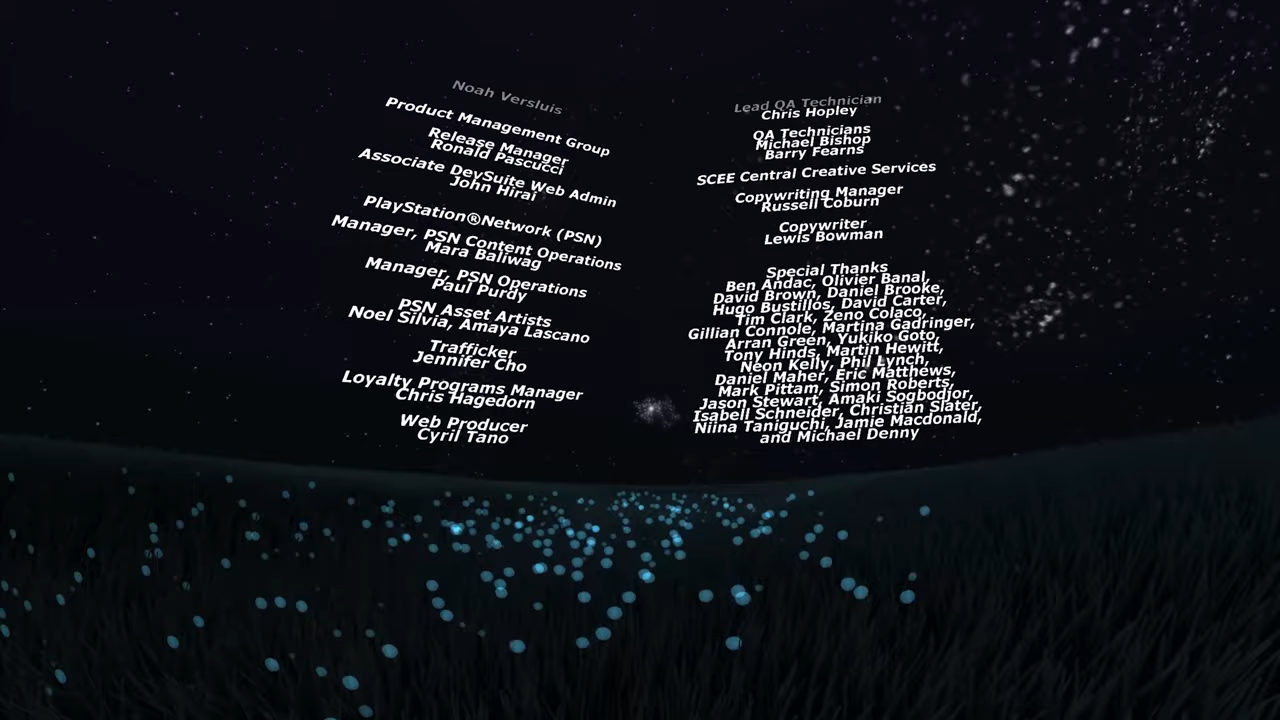 Noah Versluis
Product Management Group
Release Manager
Ronald Pascucci
Associate DevSuite Web Admin
John Hirai
PlayStation®Network (PSN)
Manager, PSN Content Operations
Mara Baliwag
Manager, PSN Operations
Paul Purdy
PSN Asset Artists
Noel Silvia, Amaya Lascano
Trafficker
Jennifer Cho
Loyalty Programs Manager
Chris Hagedorn
Web Producer
Cyril Tano
Lead QA Technician
Chris Hopley
QA Technicians
Michael Bishop
Barry Fearns
SCEE Central Creative Services
Copywriting Manager
Russell Coburn
Copywriter
Lewis Bowman
Special Thanks
Ben Andac, Olivier Banal,
David Brown, Daniel Brooke,
Hugo Bustillos, David Carter,
Tim Clark, Zeno Colaco,
Gillian Connole, Martina Gadringer,
Arran Green, Yukiko Goto,
Tony Hinds, Martin Hewitt,
Neon Kelly, Phil Lynch,
Daniel Maher, Eric Matthews,
Mark Pittam, Simon Roberts,
Jason Stewart, Amaki Sogbodjor,
Isabell Schneider, Christian Slater,
Niina Taniguchi, Jamie Macdonald,
and Michael Denny